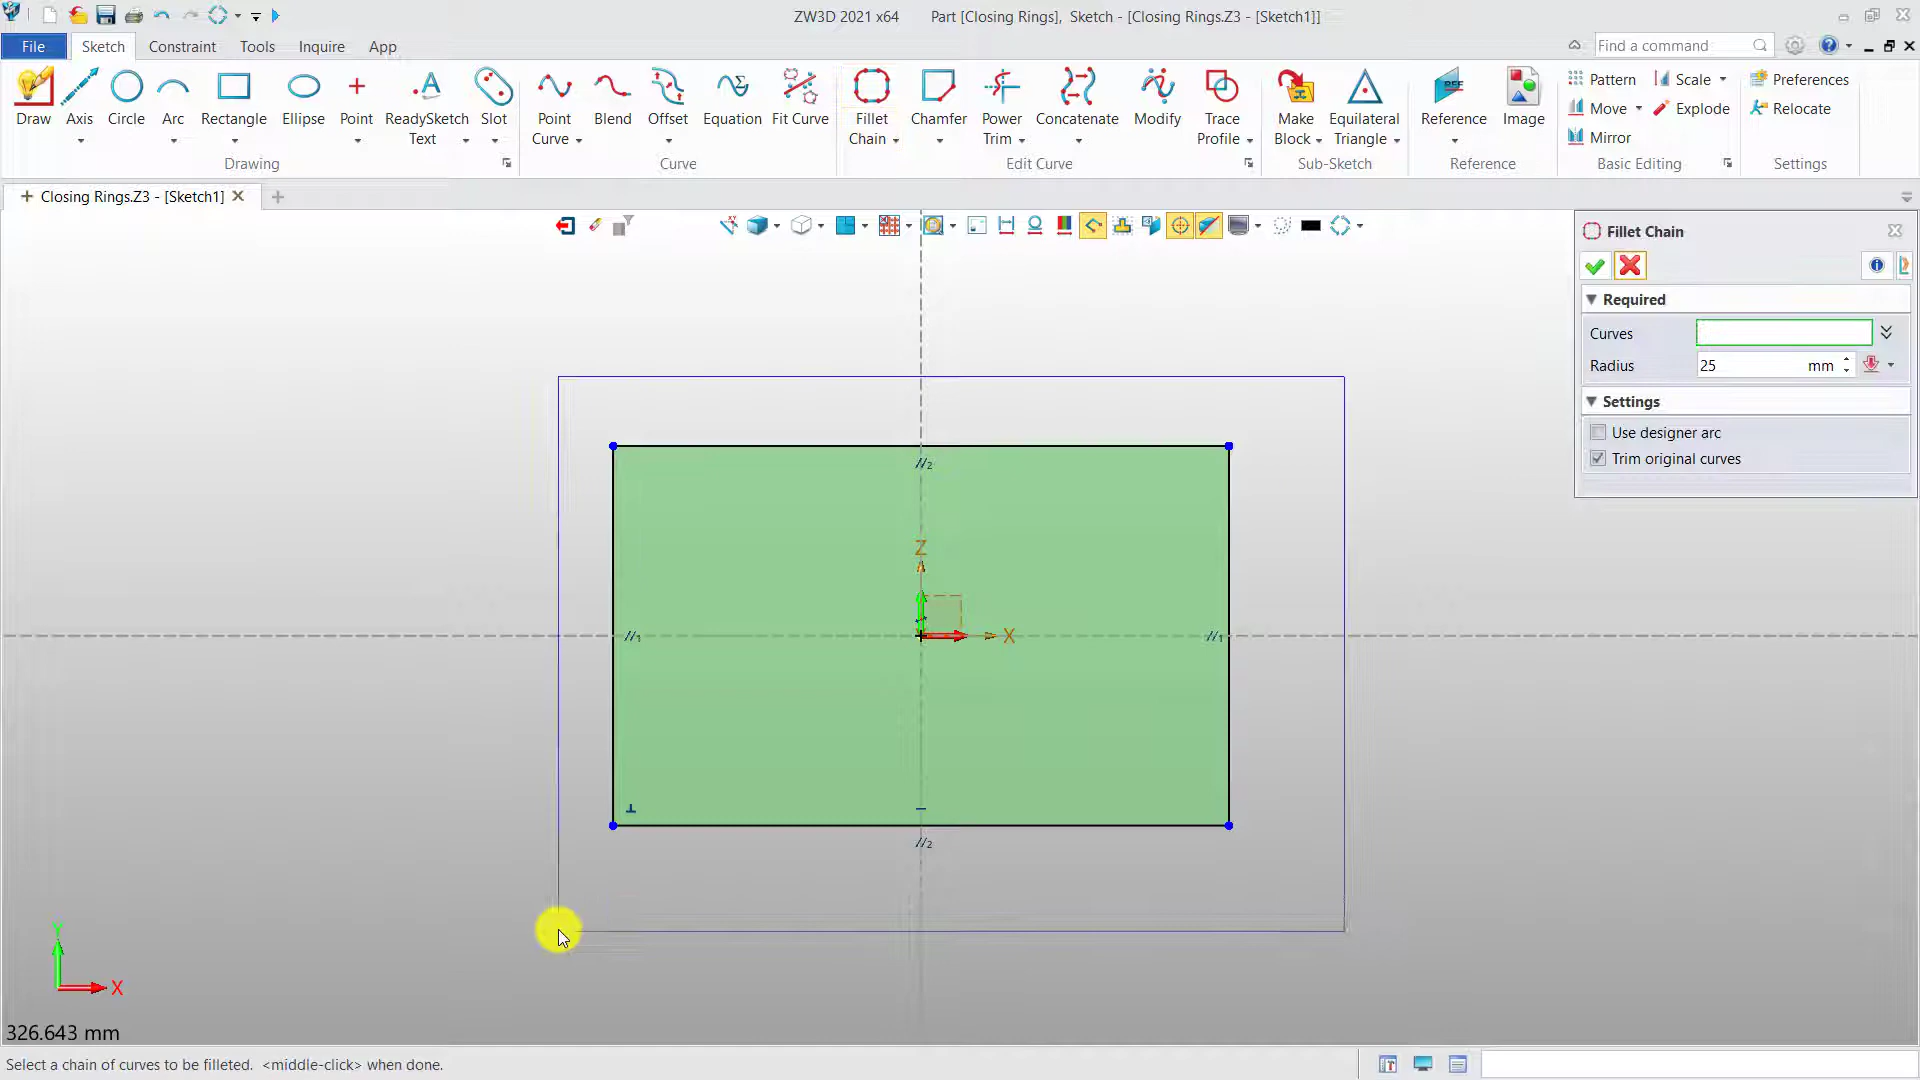 ZW3D 2021 x64 Part [Closing Rings], Sketch - [Closing Rings.Z3 - [Sketch1]]
File Sketch Constraint Tools Inquire App Find a command
Draw Axis Circle Arc Rectangle Ellipse Point ReadySketch Text Slot
Drawing
Point Curve Blend Offset Equation Fit Curve
Curve
Fillet Chain Chamfer Power Trim Concatenate Modify Trace Profile
Edit Curve
Make Block Equilateral Triangle
Sub-Sketch
REF
Reference Image
Reference
Pattern Scale
Move Explode
Mirror
Basic Editing
Preferences
Relocate
Settings
Closing Rings.Z3 - [Sketch1]
Fillet Chain
Required
Curves
Radius 25 mm
Settings
Use designer arc
Trim original curves
//2
Z
//1 X //1
//2
Y
X
326.643 mm
Select a chain of curves to be filleted. <middle-click> when done.